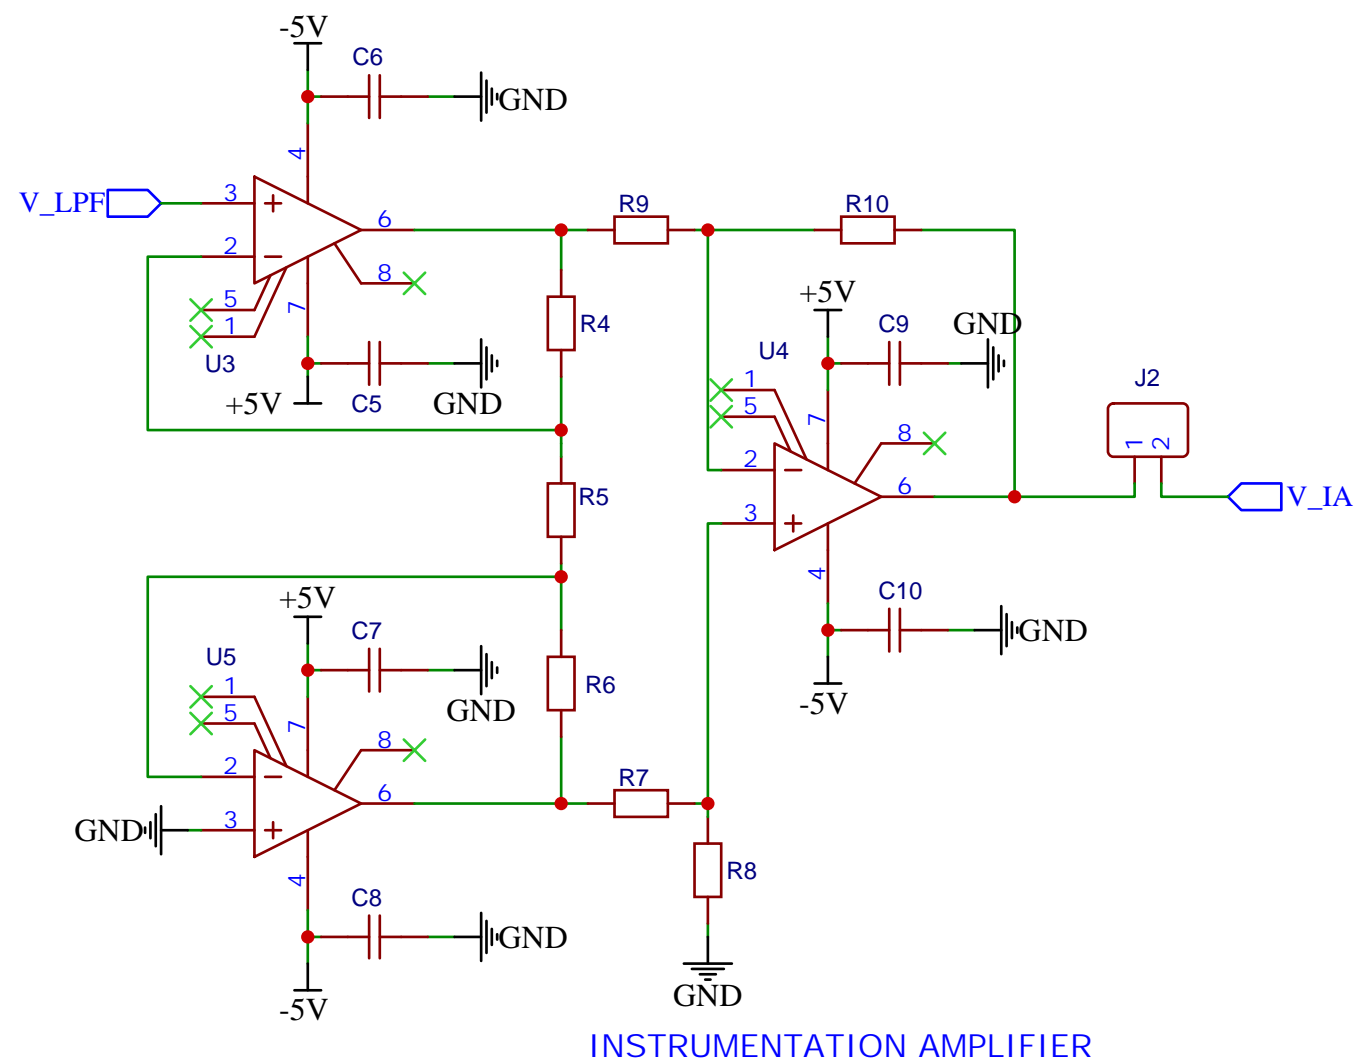 -5V
C6
GND
4
V_LPF
3
6
2
8
5
1
7
U3
+5V
C5
GND
R9
R10
R4
+5V
C9
GND
U4
1
5
7
8
2
6
3
4
J2
1
2
V_IA
C10
GND
-5V
R5
+5V
C7
GND
U5
1
5
7
8
2
6
GND
3
4
R6
R7
R8
GND
C8
GND
-5V
INSTRUMENTATION AMPLIFIER